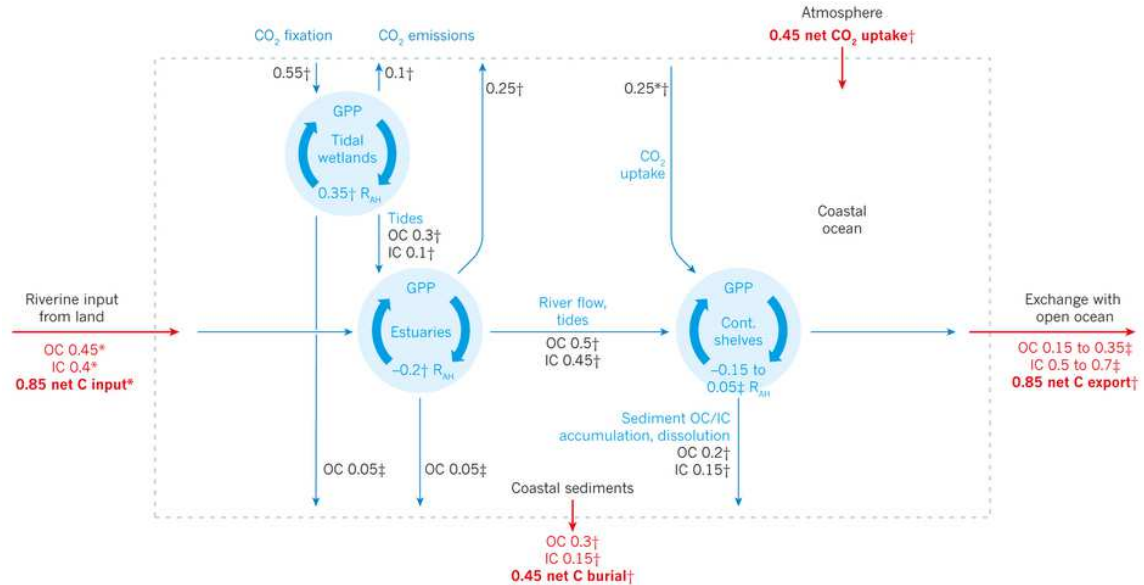 Atmosphere
0.45 net CO₂ uptake†
CO₂ fixation
CO₂ emissions
0.55†
0.1†
0.25†
0.25*†
GPP
Tidal
wetlands
0.35† R_AH
CO₂
uptake
Coastal
ocean
Tides
OC 0.3†
IC 0.1†
Riverine input
from land
OC 0.45*
IC 0.4*
0.85 net C input*
GPP
Estuaries
–0.2† R_AH
River flow,
tides
OC 0.5†
IC 0.45†
GPP
Cont.
shelves
–0.15 to
0.05‡ R_AH
Exchange with
open ocean
OC 0.15 to 0.35‡
IC 0.5 to 0.7‡
0.85 net C export†
Sediment OC/IC
accumulation, dissolution
OC 0.2†
IC 0.15†
OC 0.05‡
OC 0.05‡
Coastal sediments
OC 0.3†
IC 0.15†
0.45 net C burial†